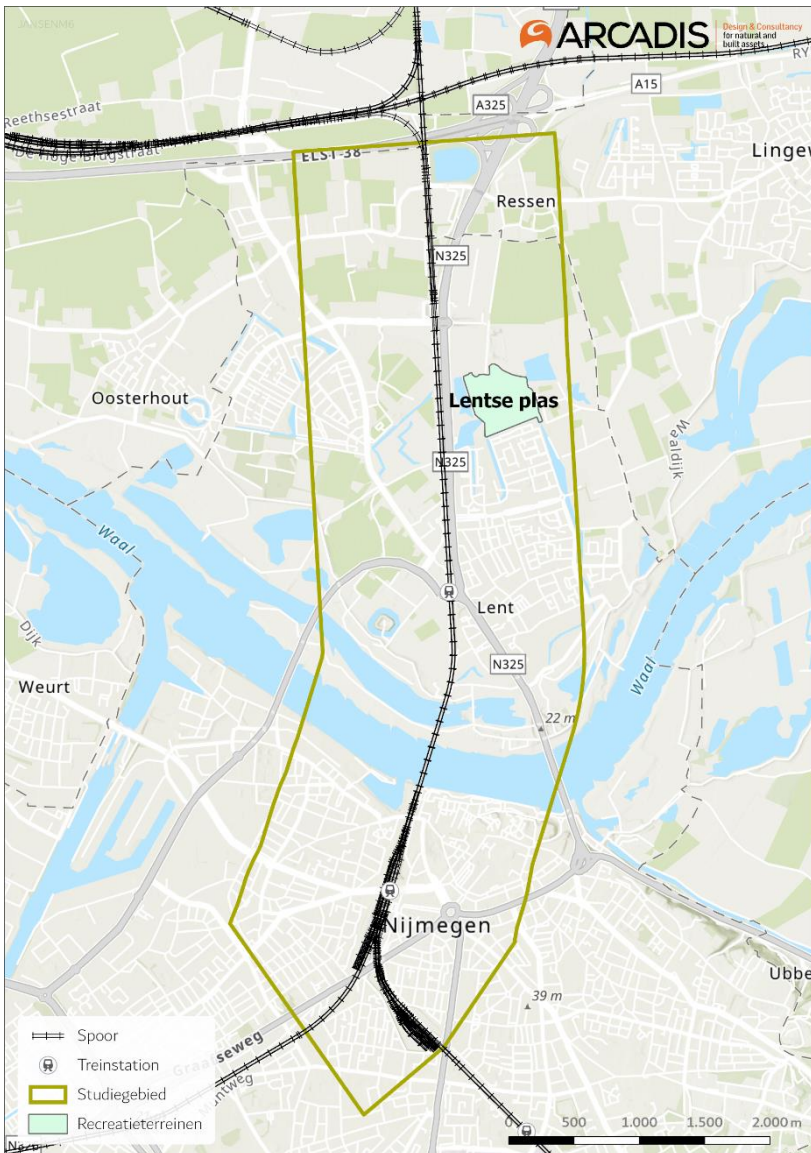 JANSENM6
ARCADIS
Design & Consultancy
for natural and
built assets
RY
A15
A325
Reethsestraat
De Hoge Brugstraat
ELST-38
Lingew
Ressen
N325
Oosterhout
Lentse plas
Waaldijk
N325
Waal
Lent
Dijk
N325
Waal
Weurt
22 m
Nijmegen
Ubbe
39 m
Spoor
Treinstation
Graafseweg
Studiegebied
Recreatieterreinen
0 500 1.000 1.500 2.000 m